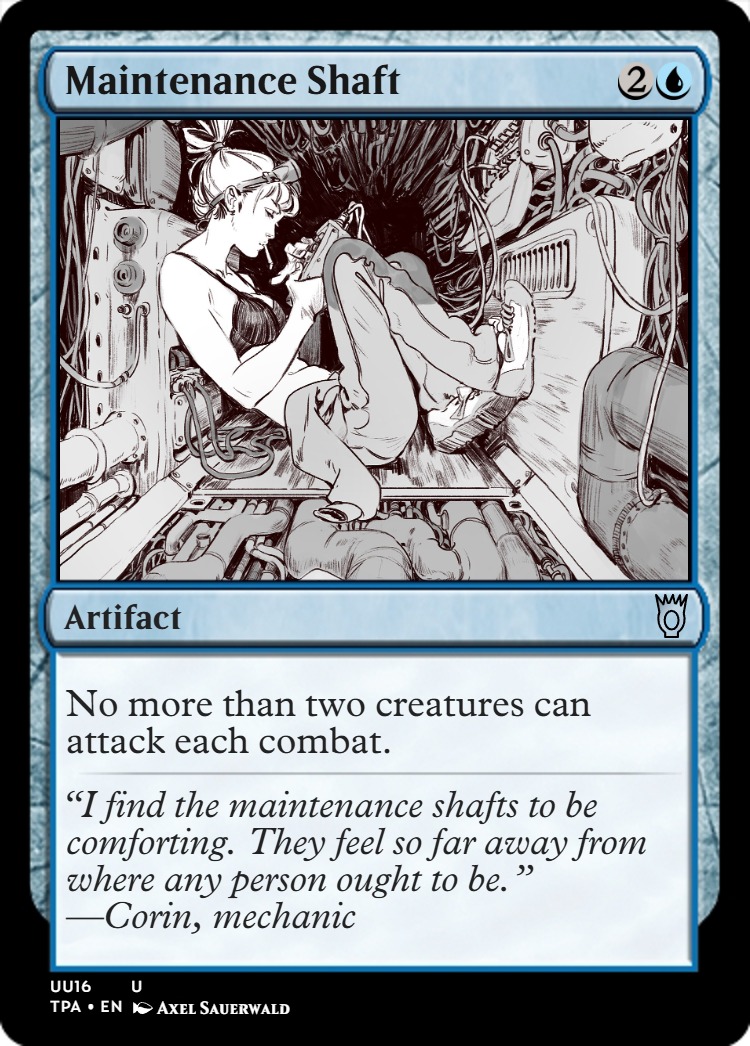 Maintenance Shaft 2
Artifact
No more than two creatures can
attack each combat.
“I find the maintenance shafts to be
comforting. They feel so far away from
where any person ought to be.”
—Corin, mechanic
UU16 U
TPA • EN Axel Sauerwald